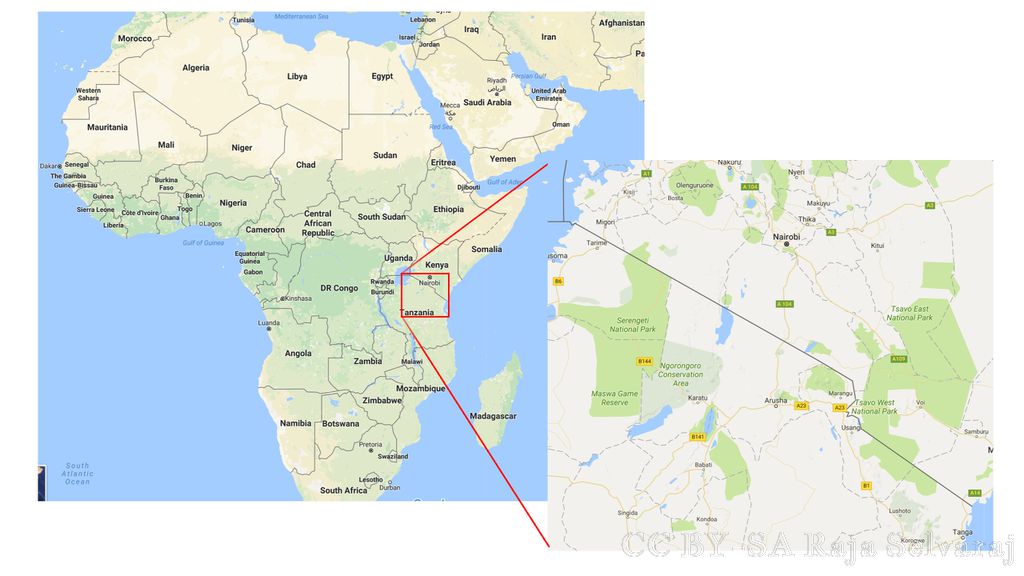 Mediterranean Sea
Tunisia
Morocco
Lebanon
Iraq
Iran
Afghanistan
Israel
Jordan
Algeria
Libya
Egypt
Persian Gulf
Western
Sahara
Riyadh
الرياض
United Arab
Emirates
Mecca
مكة
Saudi Arabia
Mauritania
Oman
Red Sea
Mali
Niger
Chad
Sudan
Eritrea
Yemen
Dakar
Senegal
The Gambia
Guinea-Bissau
Burkina
Faso
Djibouti
Gulf of Aden
Guinea
Benin
Nigeria
Sierra Leone
Côte d'Ivoire
Togo
Ghana
Lagos
Liberia
Central
African
Republic
South Sudan
Ethiopia
Cameroon
Gulf of Guinea
Somalia
Equatorial
Guinea
Gabon
Uganda
Kenya
Rwanda
Burundi
Nairobi
DR Congo
Kinshasa
Tanzania
Luanda
Angola
Zambia
Malawi
Mozambique
Zimbabwe
Namibia
Botswana
Madagascar
Pretoria
Swaziland
Lesotho
Durban
South Africa
South
Atlantic
Ocean
Nakuru
Nyeri
A1
Olenguruone
A 104
Kisii
Bosta
Makuyu
A3
Migori
Thika
A3
Nairobi
Tarime
Kitui
B6
A 104
Serengeti
National Park
Tsavo East
National Park
B144
Ngorongoro
Conservation
Area
A109
Maswa Game
Reserve
Karatu
Arusha
A23
Marangu
A23
Tsavo West
National Park
Voi
Usangi
B141
Samburu
Babati
B1
A14
Singida
Kondoa
Lushoto
Tanga
Korogwe
CC BY-SA Raja Selvaraj